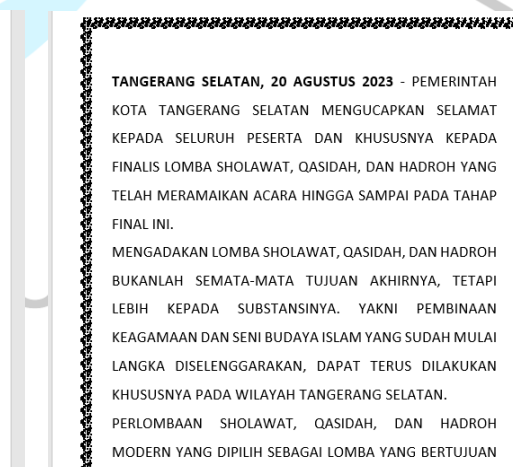 TANGERANG SELATAN, 20 AGUSTUS 2023 - PEMERINTAH
KOTA TANGERANG SELATAN MENGUCAPKAN SELAMAT
KEPADA SELURUH PESERTA DAN KHUSUSNYA KEPADA
FINALIS LOMBA SHOLAWAT, QASIDAH, DAN HADROH YANG
TELAH MERAMAIKAN ACARA HINGGA SAMPAI PADA TAHAP
FINAL INI.
MENGADAKAN LOMBA SHOLAWAT, QASIDAH, DAN HADROH
BUKANLAH SEMATA-MATA TUJUAN AKHIRNYA, TETAPI
LEBIH KEPADA SUBSTANSINYA. YAKNI PEMBINAAN
KEAGAMAAN DAN SENI BUDAYA ISLAM YANG SUDAH MULAI
LANGKA DISELENGGARAKAN, DAPAT TERUS DILAKUKAN
KHUSUSNYA PADA WILAYAH TANGERANG SELATAN.
PERLOMBAAN SHOLAWAT, QASIDAH, DAN HADROH
MODERN YANG DIPILIH SEBAGAI LOMBA YANG BERTUJUAN